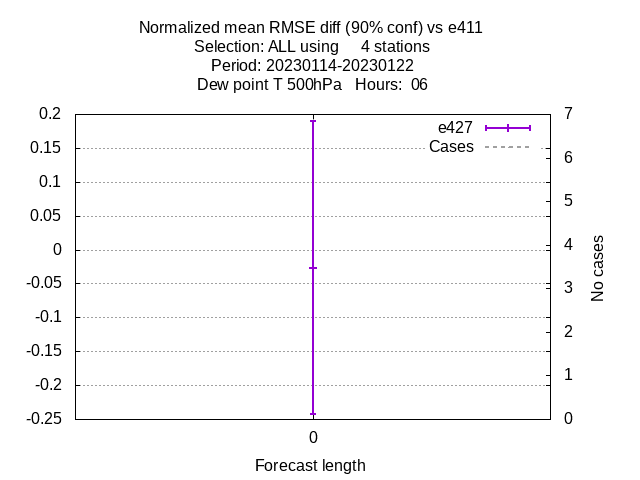 Normalized mean RMSE diff (90% conf) vs e411
Selection: ALL using     4 stations
Period: 20230114-20230122
Dew point T 500hPa   Hours:  06
e427
Cases
0.2
0.15
0.1
0.05
0
-0.05
-0.1
-0.15
-0.2
-0.25
7
6
5
4
3
2
1
0
No cases
0
Forecast length